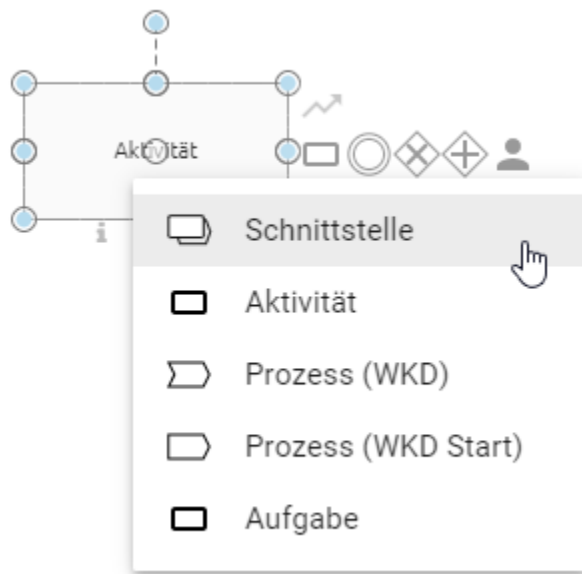 Aktivität
Schnittstelle
Aktivität
Prozess (WKD)
Prozess (WKD Start)
Aufgabe